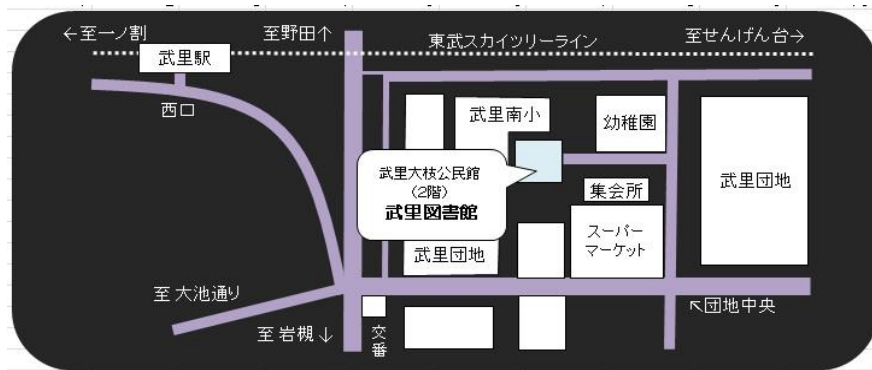 ←至一ノ割
至野田↑
東武スカイツリーライン
至せんげん台→
武里駅
西口
武里南小
幼稚園
武里大枝公民館
(2階)
武里図書館
集会所
武里団地
スーパー
マーケット
武里団地
至 大池通り
至 岩槻 ↓
交番
↖団地中央